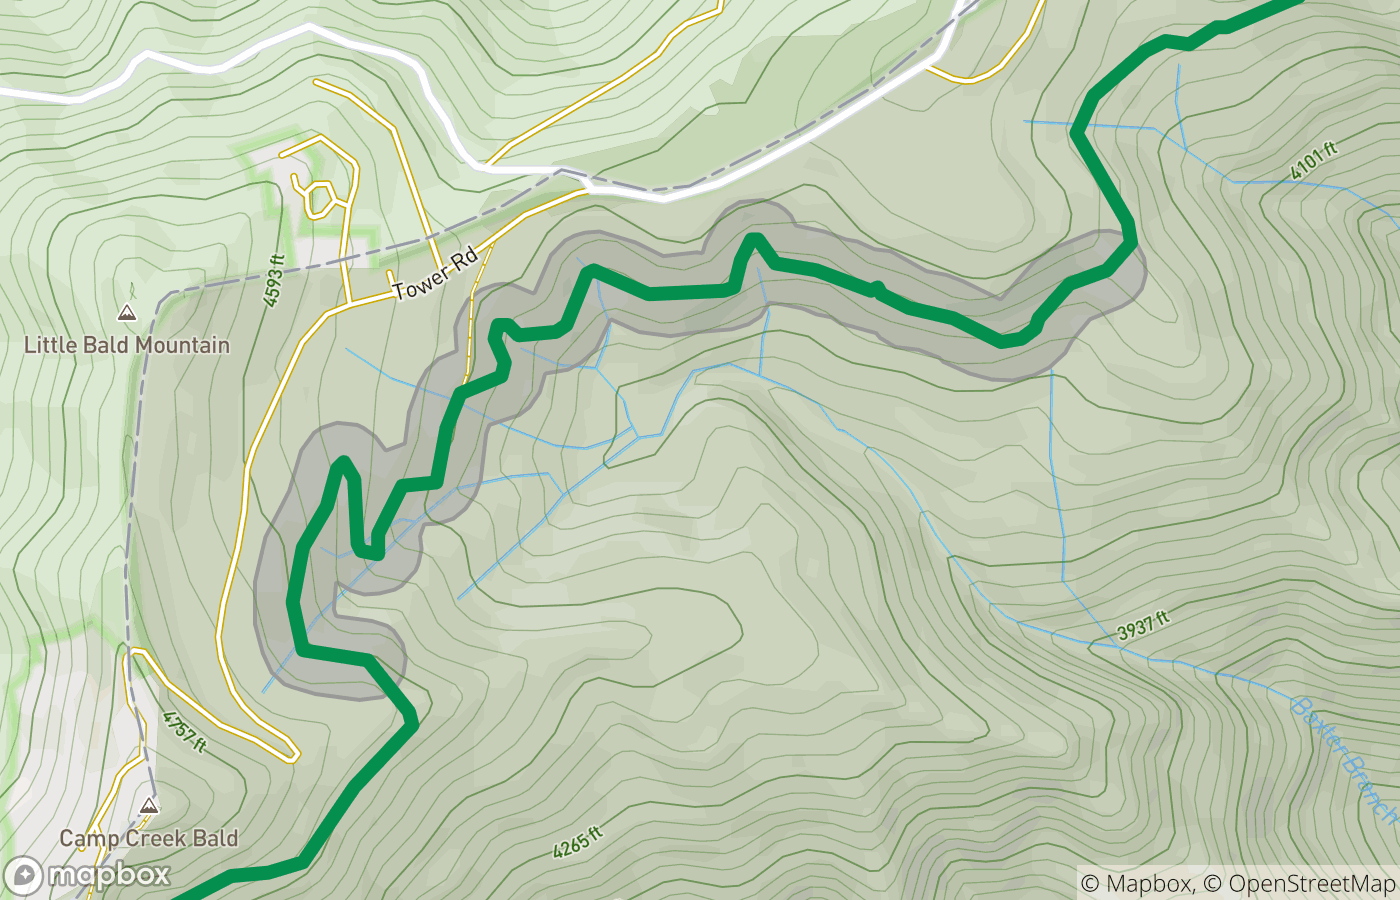 4101 ft
Tower Rd
4593 ft
Little Bald Mountain
3937 ft
4757 ft
Baxter Branch
Camp Creek Bald
4265 ft
mapbox
© Mapbox, © OpenStreetMap